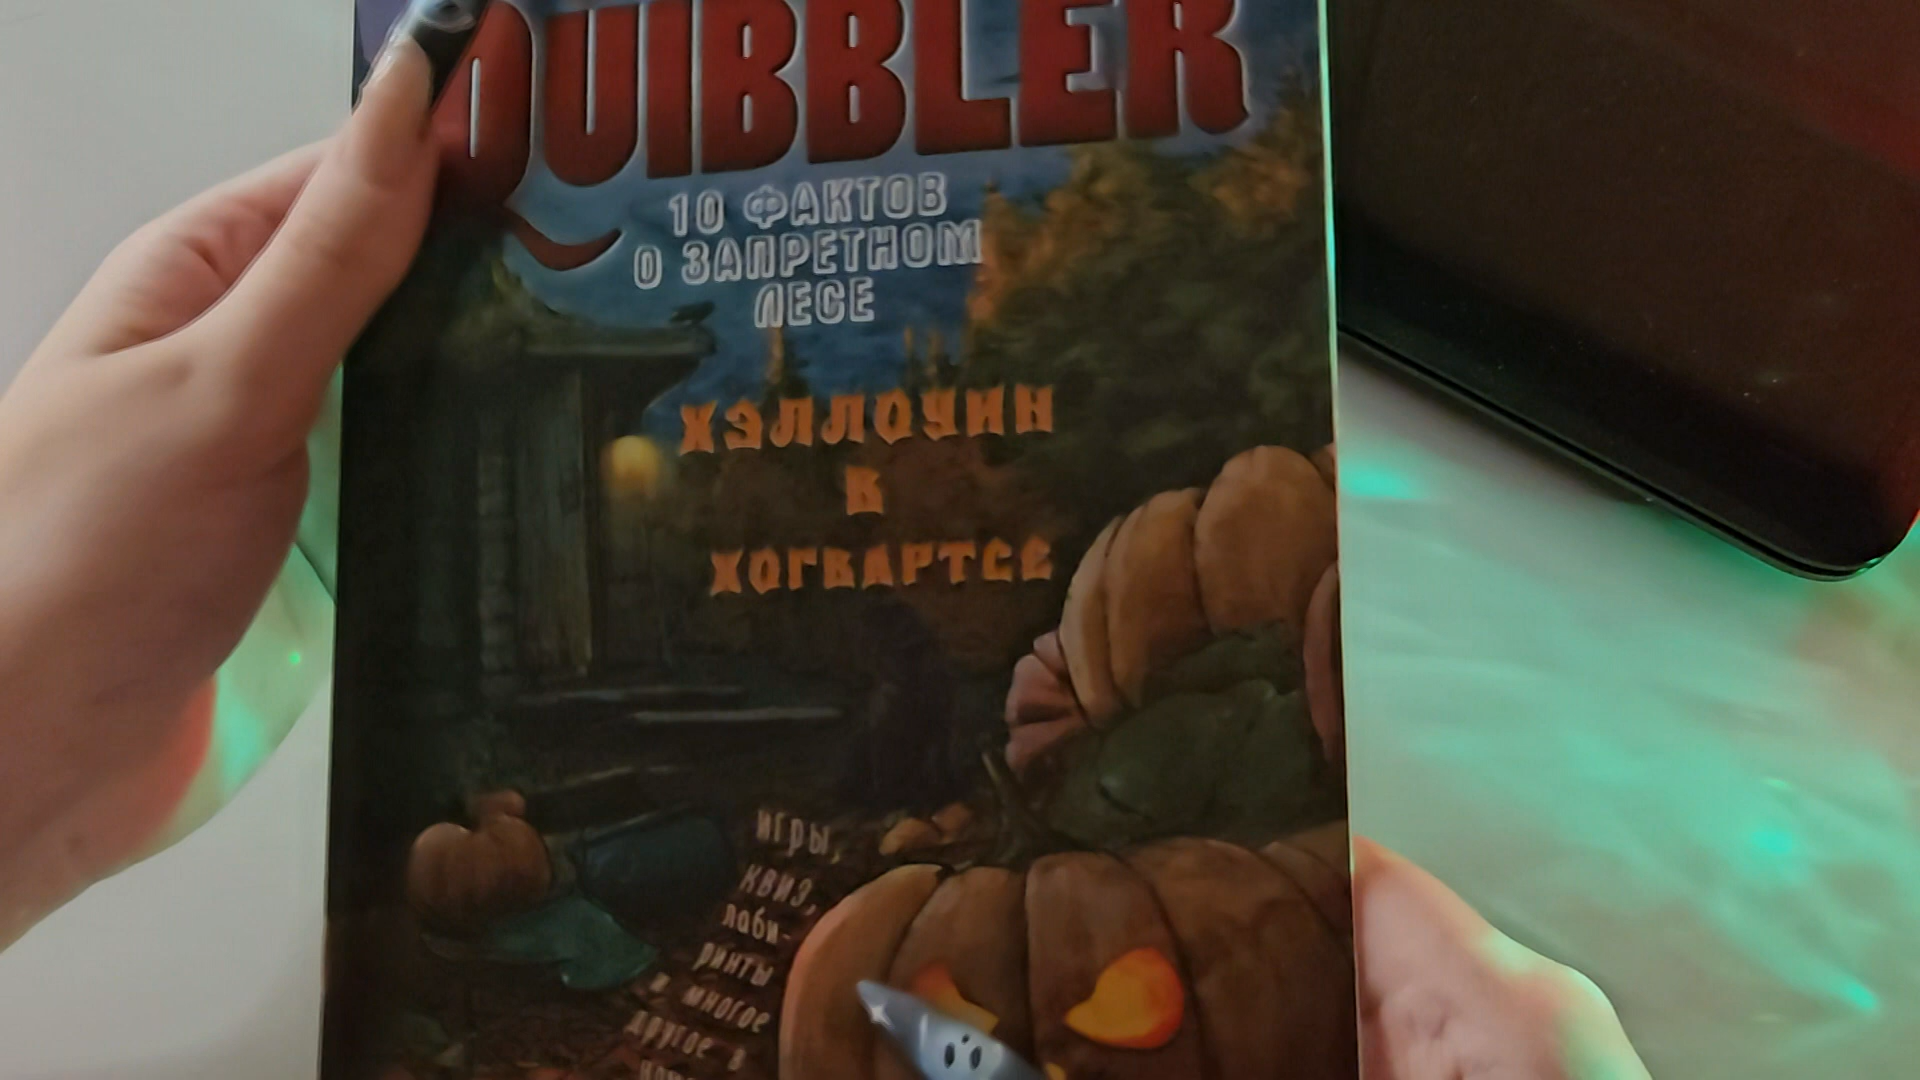 QUIBBLER
10 ФАКТОВ
О ЗАПРЕТНОМ
ЛЕСЕ
ХЭЛЛОУИН
В
ХОГВАРТСЕ
игры,
квиз,
лаби-
ринты
и многое
другое в